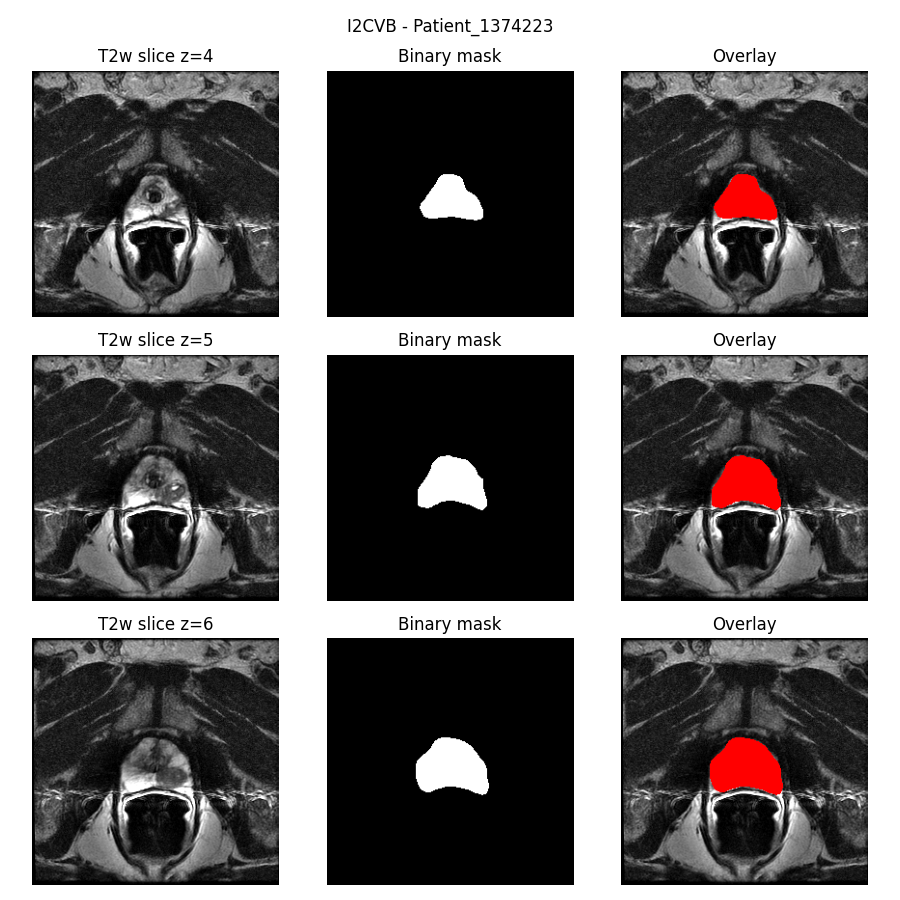 I2CVB - Patient_1374223
T2w slice z=4
Binary mask
Overlay
T2w slice z=5
Binary mask
Overlay
T2w slice z=6
Binary mask
Overlay